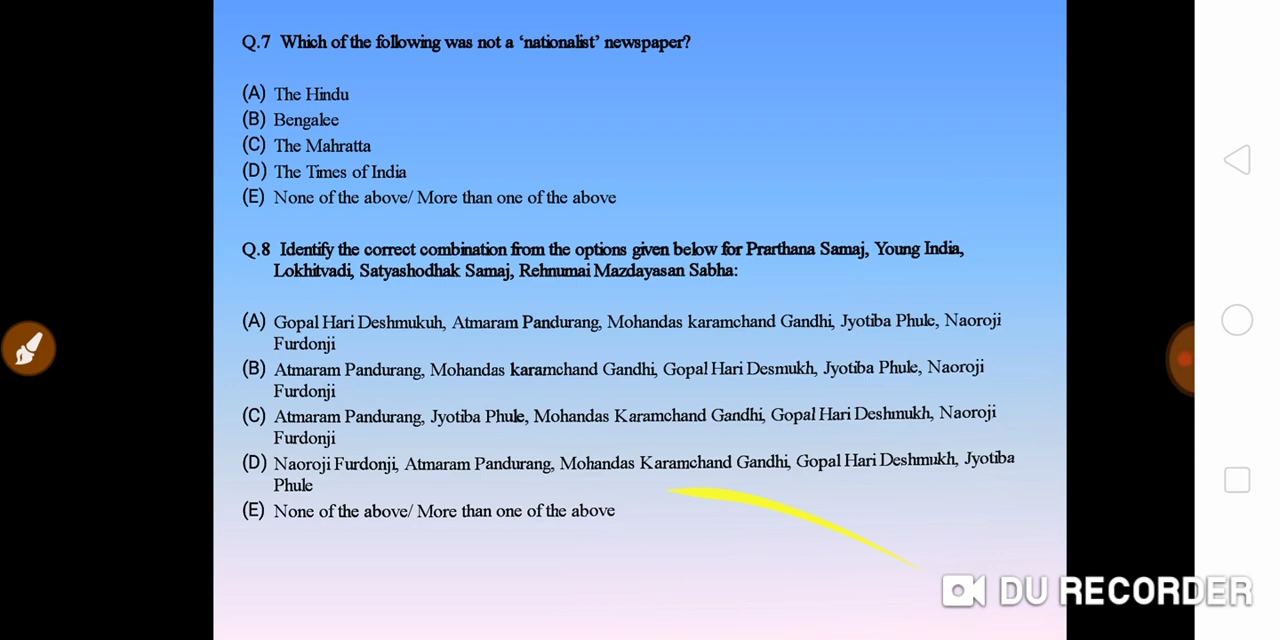 Q.7 Which of the following was not a ‘nationalist’ newspaper?
(A) The Hindu
(B) Bengalee
(C) The Mahratta
(D) The Times of India
(E) None of the above/ More than one of the above
Q.8 Identify the correct combination from the options given below for Prarthana Samaj, Young India,
Lokhitvadi, Satyashodhak Samaj, Rehnumai Mazdayasan Sabha:
(A) Gopal Hari Deshmukuh, Atmaram Pandurang, Mohandas karamchand Gandhi, Jyotiba Phule, Naoroji
Furdonji
(B) Atmaram Pandurang, Mohandas karamchand Gandhi, Gopal Hari Desmukh, Jyotiba Phule, Naoroji
Furdonji
(C) Atmaram Pandurang, Jyotiba Phule, Mohandas Karamchand Gandhi, Gopal Hari Deshmukh, Naoroji
Furdonji
(D) Naoroji Furdonji, Atmaram Pandurang, Mohandas Karamchand Gandhi, Gopal Hari Deshmukh, Jyotiba
Phule
(E) None of the above/ More than one of the above
DU RECORDER